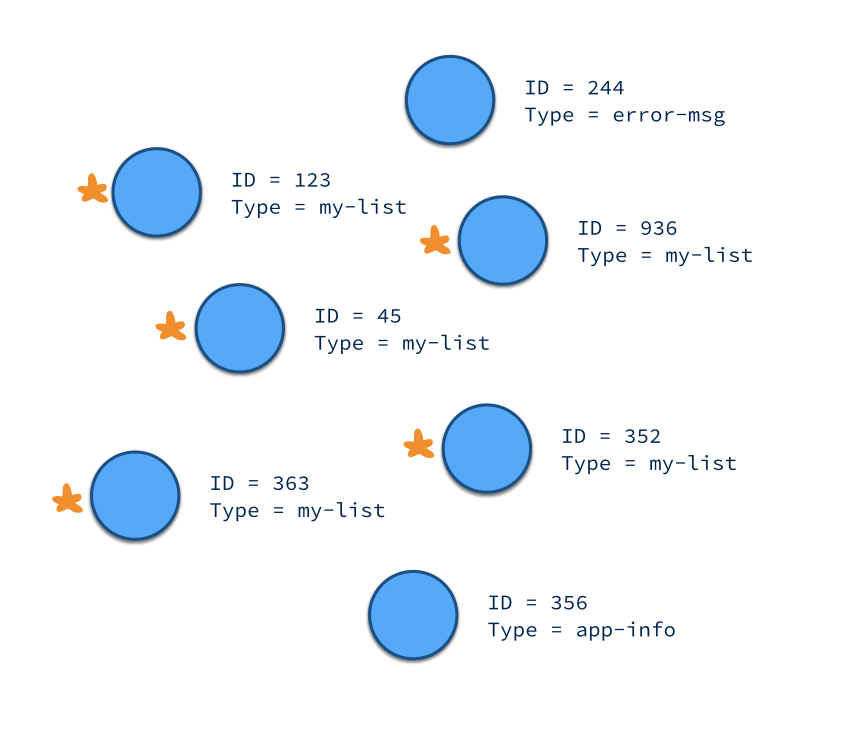 ID = 244
Type = error-msg
ID = 123
Type = my-list
ID = 936
Type = my-list
ID = 45
Type = my-list
ID = 352
Type = my-list
ID = 363
Type = my-list
ID = 356
Type = app-info